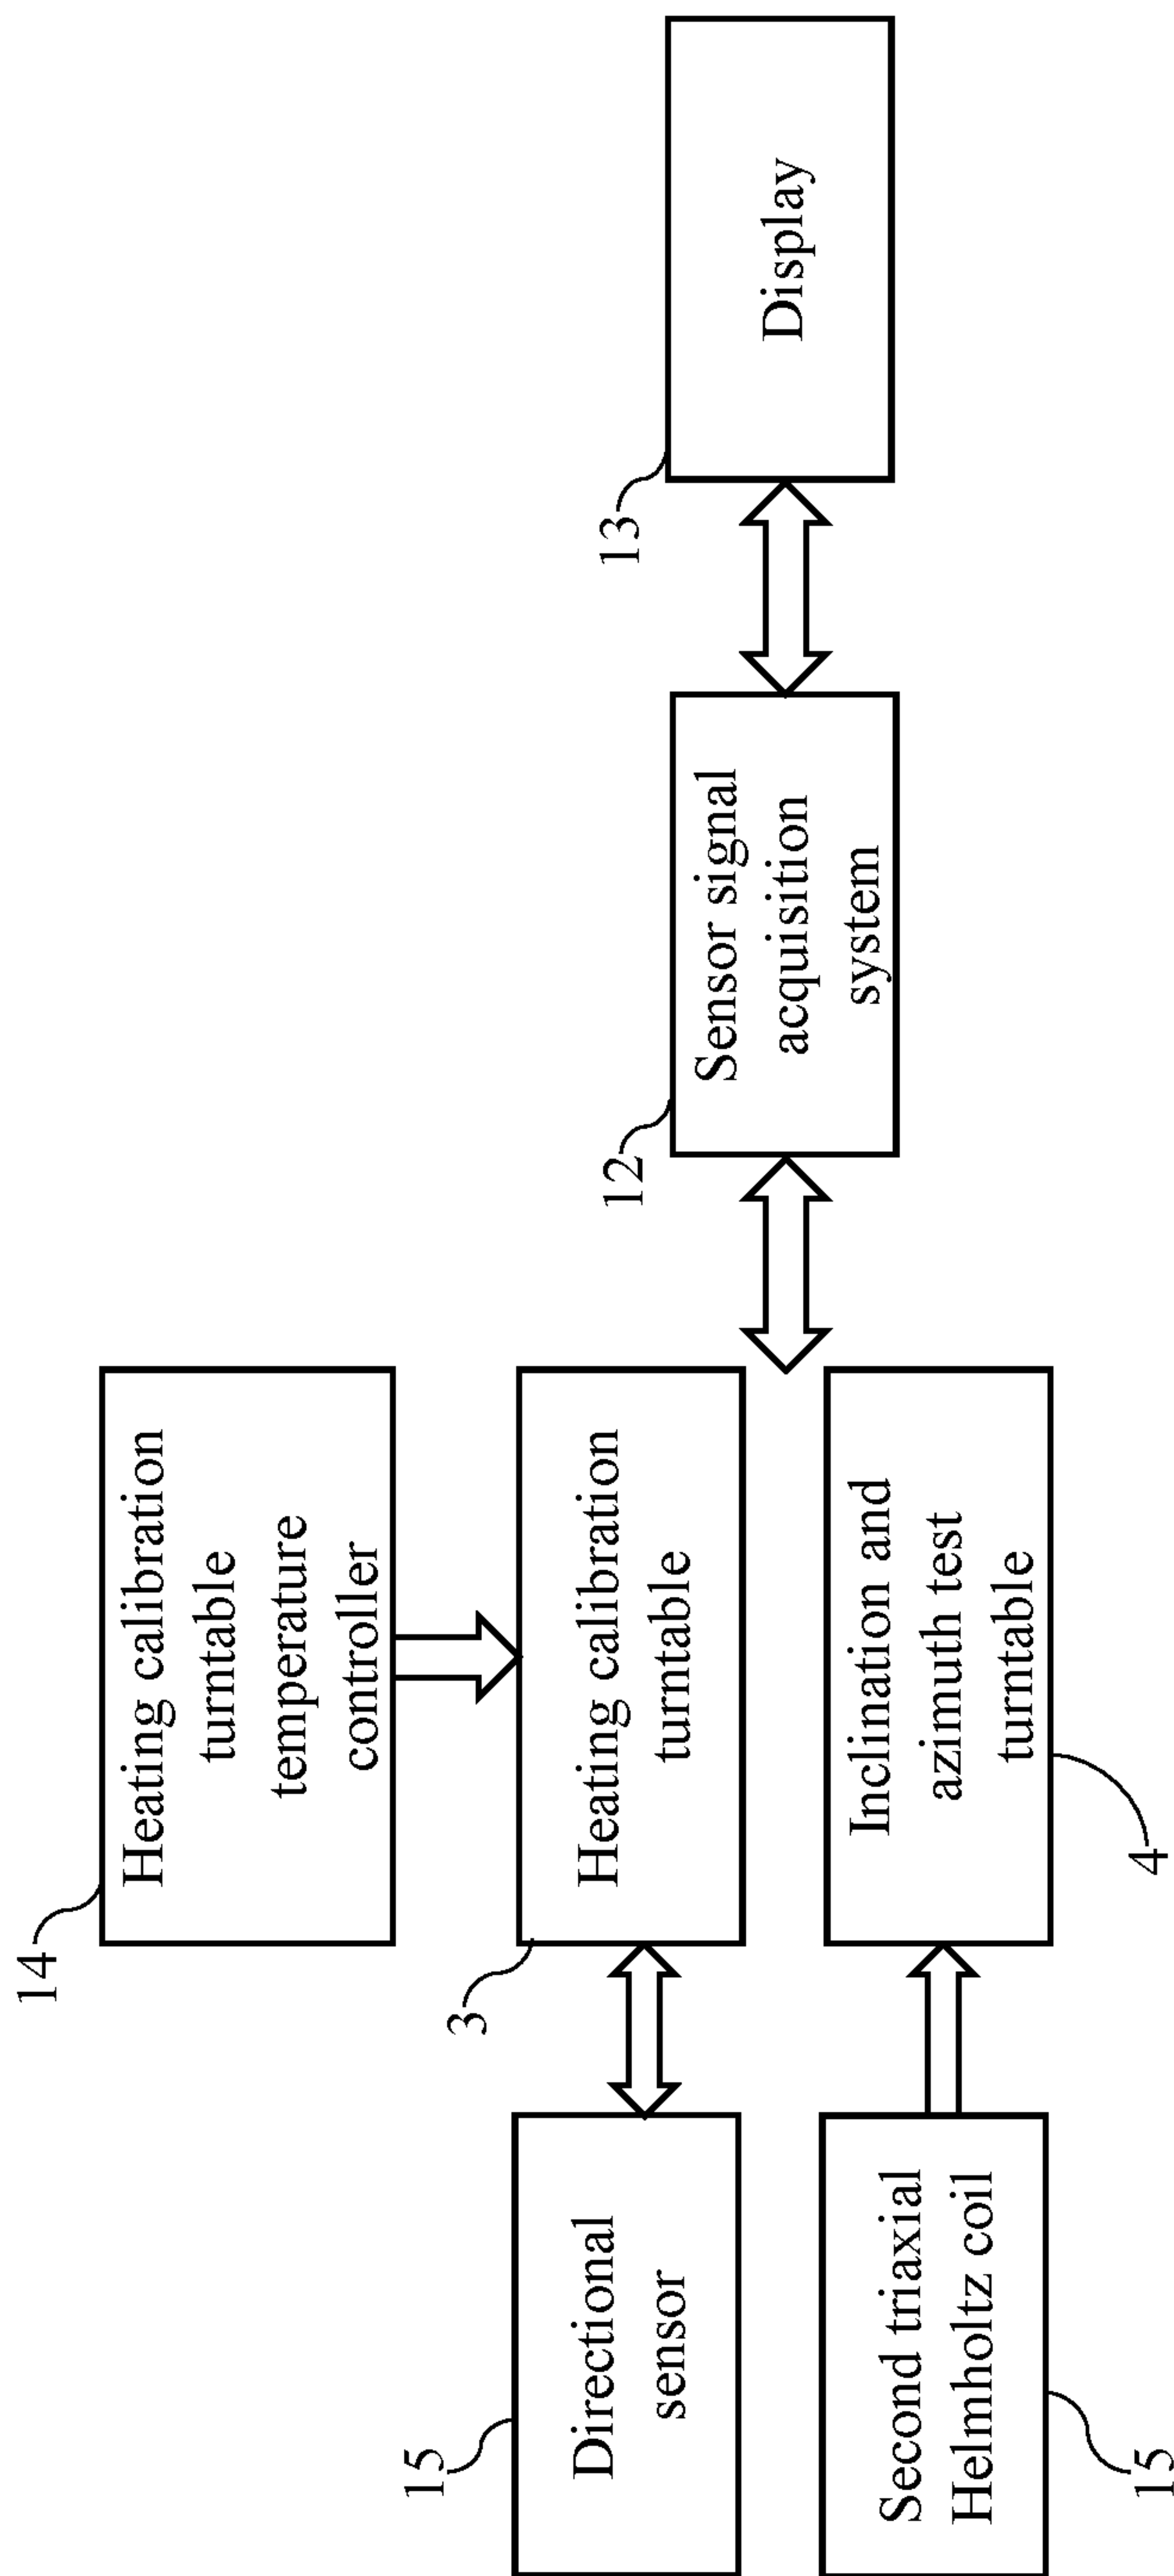 14
Heating calibration
turntable
temperature
controller
15
Directional
sensor
3
Heating calibration
turntable
12
Sensor signal
acquisition
system
13
Display
Second triaxial
Helmholtz coil
15
Inclination and
azimuth test
turntable
4